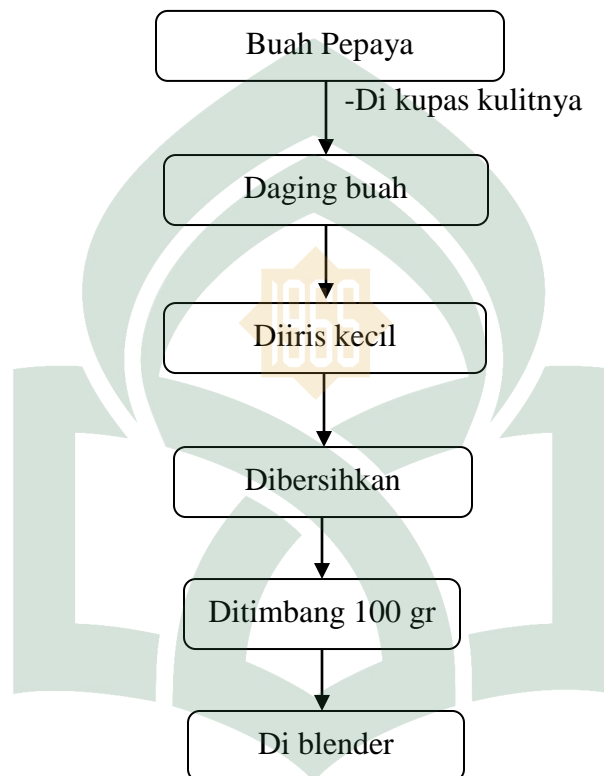 Buah Pepaya
-Di kupas kulitnya
Daging buah
Diiris kecil
Dibersihkan
Ditimbang 100 gr
Di blender